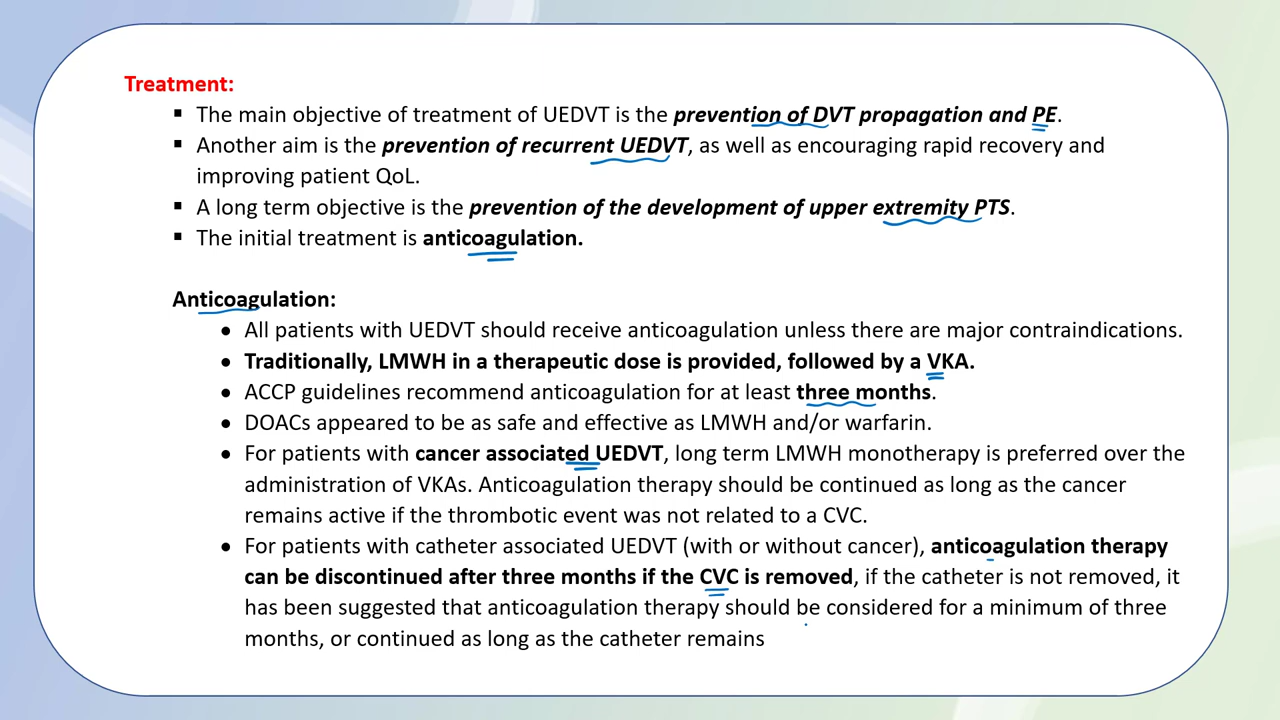 Treatment:
▪ The main objective of treatment of UEDVT is the prevention of DVT propagation and PE.
▪ Another aim is the prevention of recurrent UEDVT, as well as encouraging rapid recovery and
improving patient QoL.
▪ A long term objective is the prevention of the development of upper extremity PTS.
▪ The initial treatment is anticoagulation.
Anticoagulation:
• All patients with UEDVT should receive anticoagulation unless there are major contraindications.
• Traditionally, LMWH in a therapeutic dose is provided, followed by a VKA.
• ACCP guidelines recommend anticoagulation for at least three months.
• DOACs appeared to be as safe and effective as LMWH and/or warfarin.
• For patients with cancer associated UEDVT, long term LMWH monotherapy is preferred over the
administration of VKAs. Anticoagulation therapy should be continued as long as the cancer
remains active if the thrombotic event was not related to a CVC.
• For patients with catheter associated UEDVT (with or without cancer), anticoagulation therapy
can be discontinued after three months if the CVC is removed, if the catheter is not removed, it
has been suggested that anticoagulation therapy should be considered for a minimum of three
months, or continued as long as the catheter remains